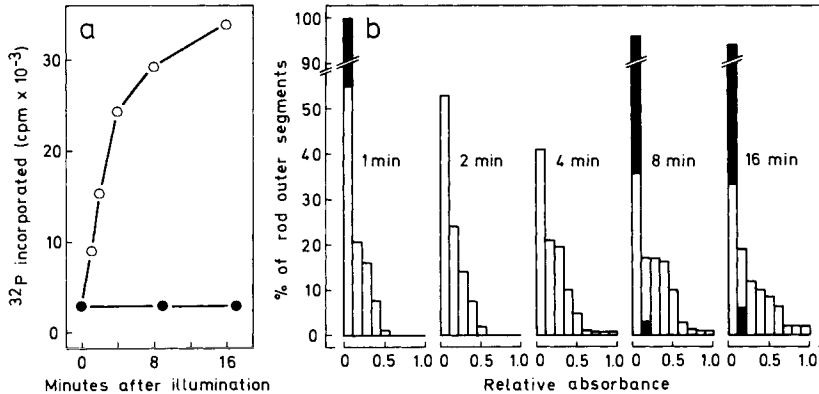 a
32P incorporated (cpm x 10-3)
30
20
10
0
0 8 16
Minutes after illumination
b
% of rod outer segments
100
90
50
40
30
20
10
0
1 min
2 min
4 min
8 min
16 min
0 0.5 1.0 0 0.5 1.0 0 0.5 1.0 0 0.5 1.0 0 0.5 1.0
Relative absorbance